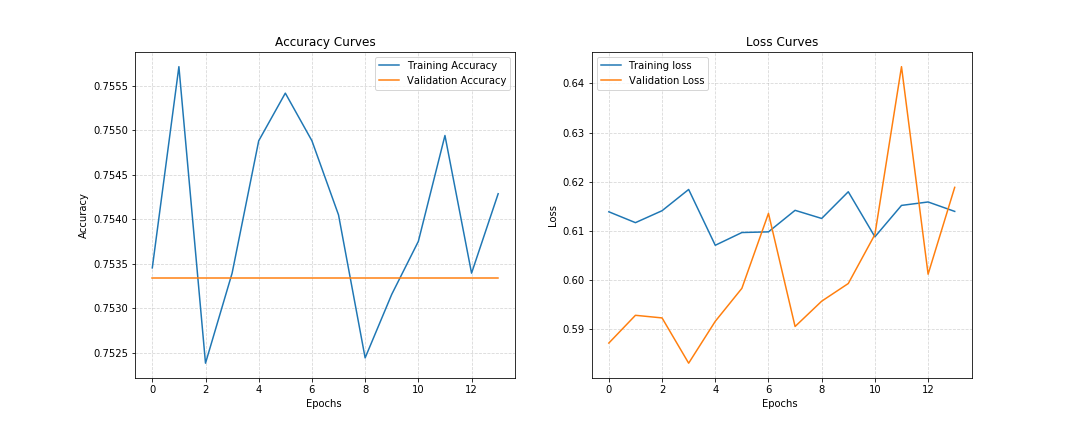 Accuracy Curves
Training Accuracy
Validation Accuracy
0.7555
0.7550
0.7545
0.7540
0.7535
0.7530
0.7525
Accuracy
0 2 4 6 8 10 12
Epochs
Loss Curves
Training loss
Validation Loss
0.64
0.63
0.62
0.61
0.60
0.59
Loss
0 2 4 6 8 10 12
Epochs